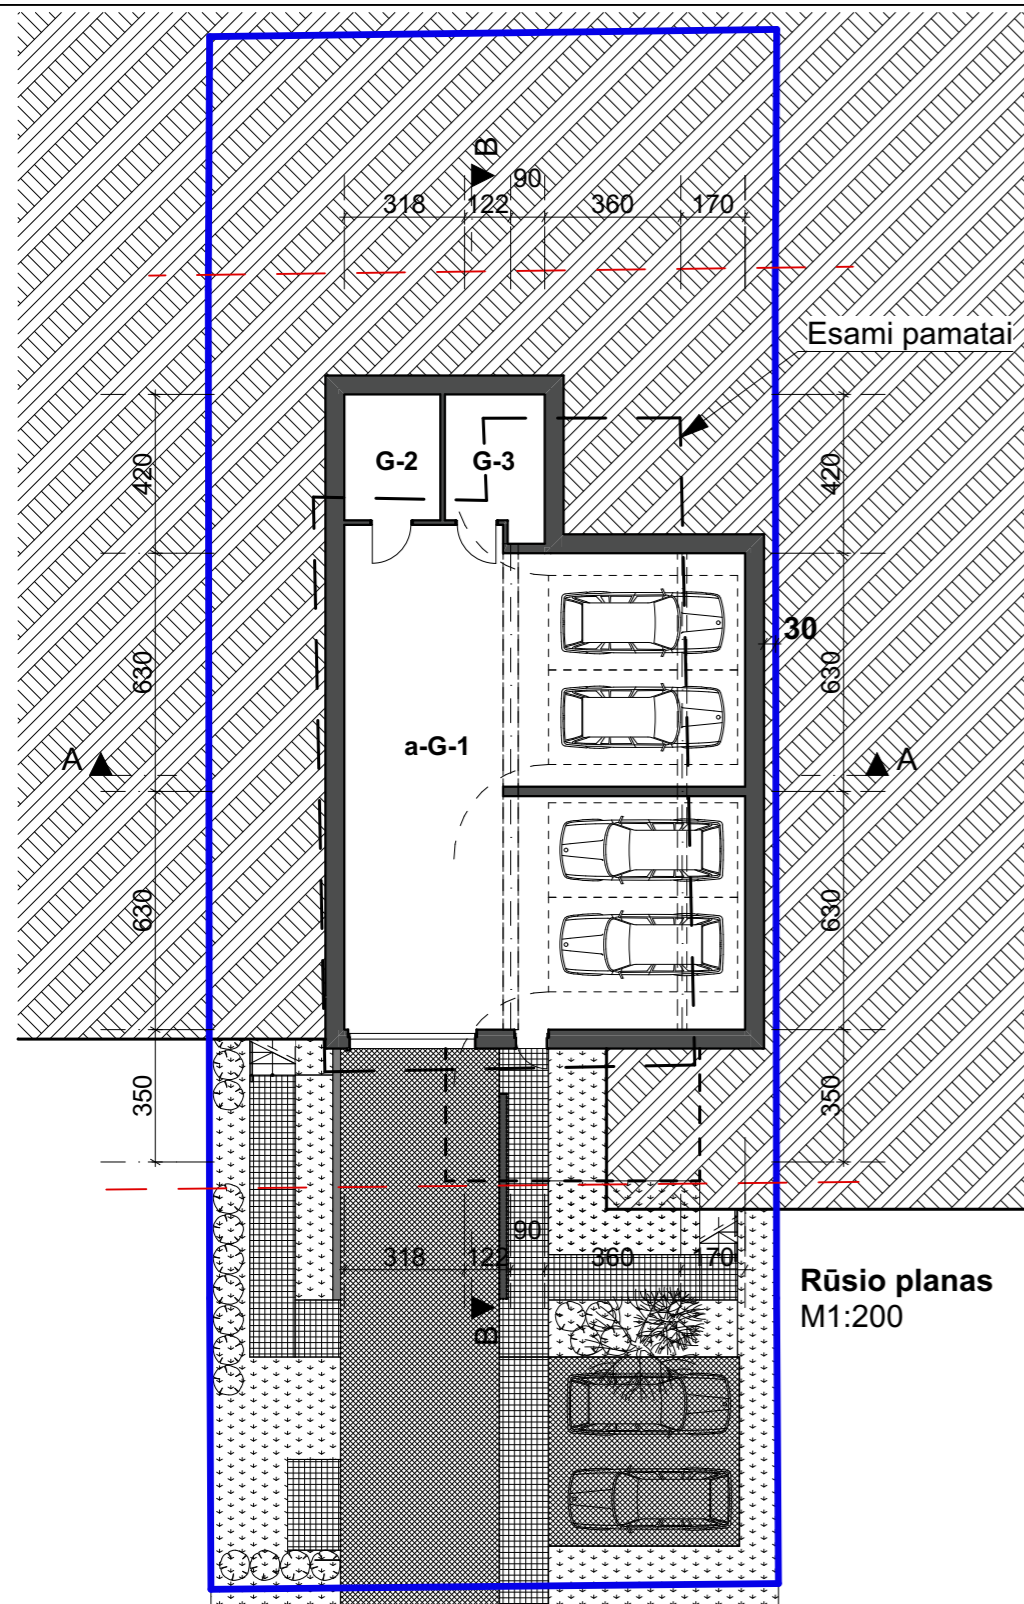 B
90
318 122 360 170
Esami pamatai
420 420
G-2 G-3
30
630 630
a-G-1
A A
630 630
350 350
90
318 122 360 170
Rūsio planas
M1:200
B